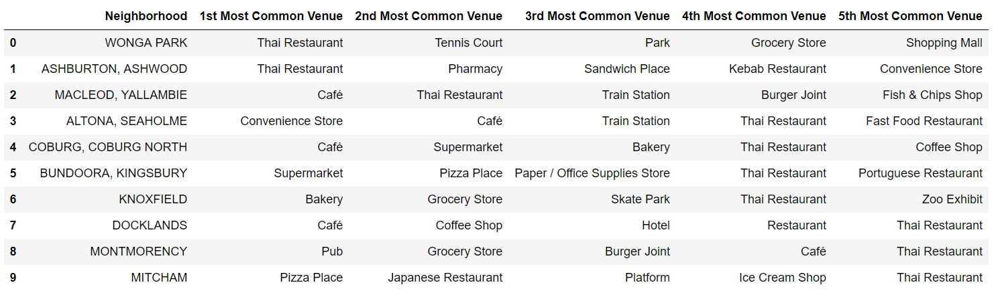 Neighborhood 1st Most Common Venue 2nd Most Common Venue 3rd Most Common Venue 4th Most Common Venue 5th Most Common Venue
0 WONGA PARK Thai Restaurant Tennis Court Park Grocery Store Shopping Mall
1 ASHBURTON, ASHWOOD Thai Restaurant Pharmacy Sandwich Place Kebab Restaurant Convenience Store
2 MACLEOD, YALLAMBIE Café Thai Restaurant Train Station Burger Joint Fish & Chips Shop
3 ALTONA, SEAHOLME Convenience Store Café Train Station Thai Restaurant Fast Food Restaurant
4 COBURG, COBURG NORTH Café Supermarket Bakery Thai Restaurant Coffee Shop
5 BUNDOORA, KINGSBURY Supermarket Pizza Place Paper / Office Supplies Store Thai Restaurant Portuguese Restaurant
6 KNOXFIELD Bakery Grocery Store Skate Park Thai Restaurant Zoo Exhibit
7 DOCKLANDS Café Coffee Shop Hotel Restaurant Thai Restaurant
8 MONTMORENCY Pub Grocery Store Burger Joint Café Thai Restaurant
9 MITCHAM Pizza Place Japanese Restaurant Platform Ice Cream Shop Thai Restaurant